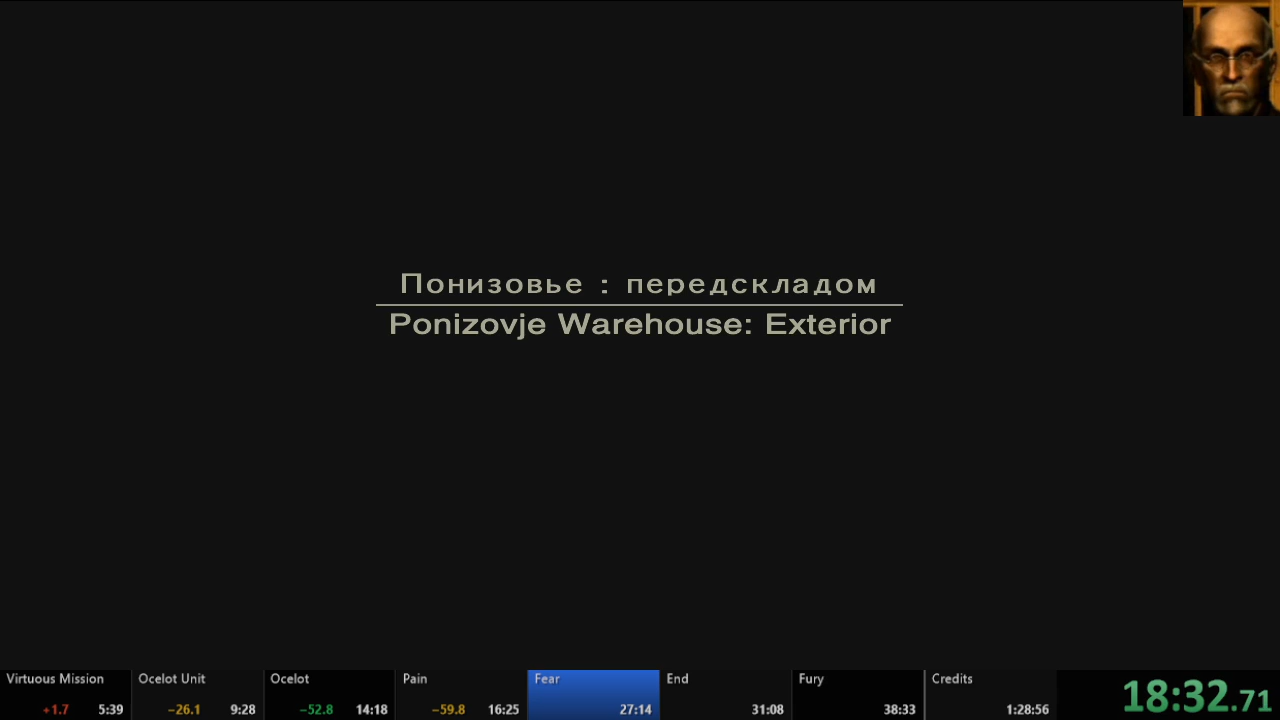 Понизовье : передскладом
Ponizovje Warehouse: Exterior
Virtuous Mission
+1.7 5:39
Ocelot Unit
−26.1 9:28
Ocelot
−52.8 14:18
Pain
−59.8 16:25
Fear
27:14
End
31:08
Fury
38:33
Credits
1:28:56
18:32.71